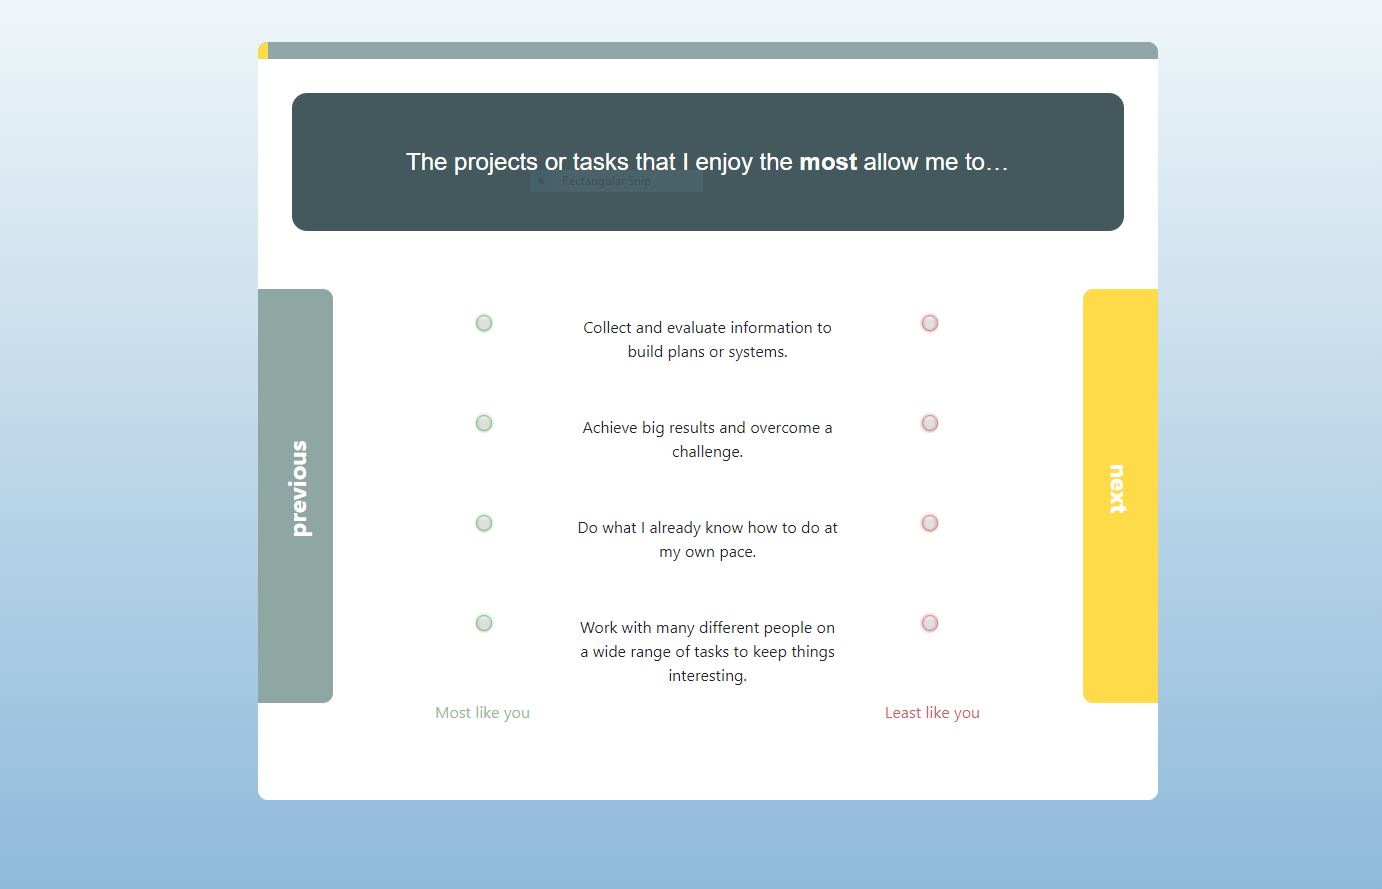 The projects or tasks that I enjoy the most allow me to…
Rectangular Snip
Collect and evaluate information to
build plans or systems.
Achieve big results and overcome a
challenge.
Do what I already know how to do at
my own pace.
Work with many different people on
a wide range of tasks to keep things
interesting.
previous
next
Most like you
Least like you